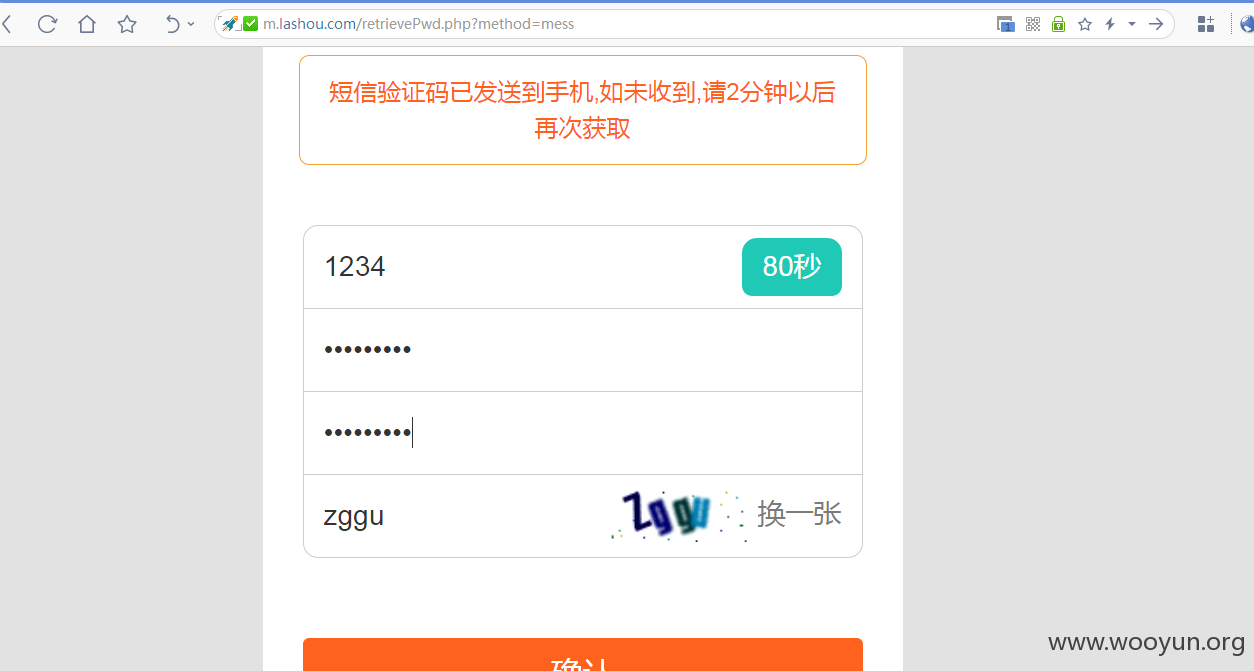 m.lashou.com/retrievePwd.php?method=mess
短信验证码已发送到手机,如未收到,请2分钟以后
再次获取
1234
80秒
•••••••••
•••••••••
zggu
zggu
换一张
确认
www.wooyun.org